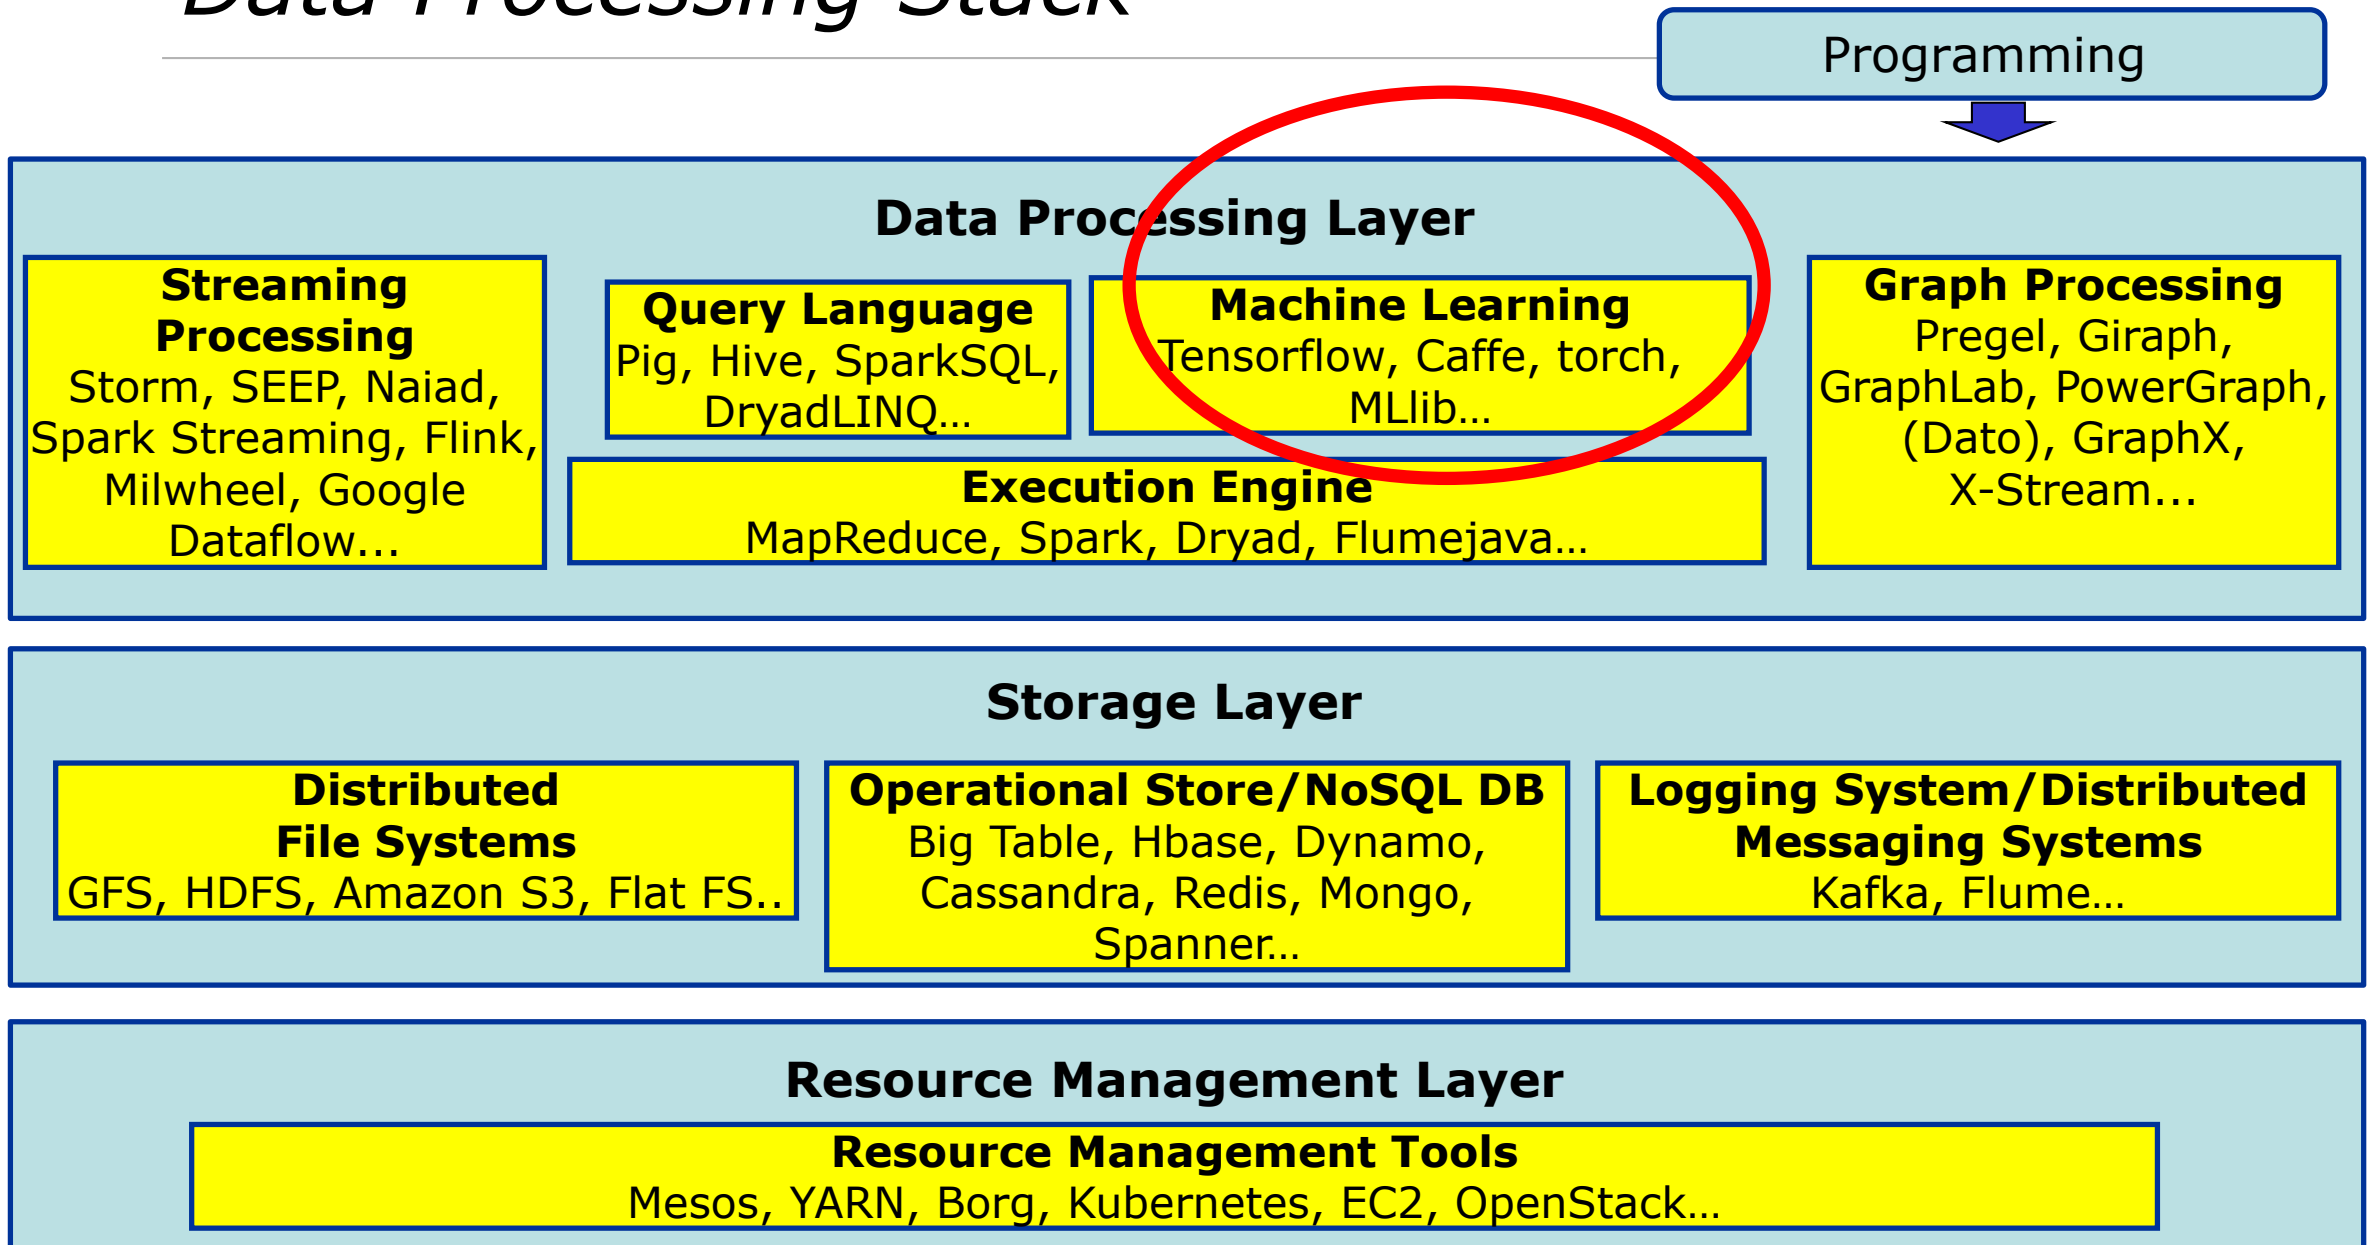 Data Processing Stack
Programming
Data Processing Layer
Streaming
Processing
Storm, SEEP, Naiad,
Spark Streaming, Flink,
Milwheel, Google
Dataflow...
Query Language
Pig, Hive, SparkSQL,
DryadLINQ...
Machine Learning
Tensorflow, Caffe, torch,
MLlib...
Execution Engine
MapReduce, Spark, Dryad, Flumejava...
Graph Processing
Pregel, Giraph,
GraphLab, PowerGraph,
(Dato), GraphX,
X-Stream...
Storage Layer
Distributed
File Systems
GFS, HDFS, Amazon S3, Flat FS..
Operational Store/NoSQL DB
Big Table, Hbase, Dynamo,
Cassandra, Redis, Mongo,
Spanner...
Logging System/Distributed
Messaging Systems
Kafka, Flume...
Resource Management Layer
Resource Management Tools
Mesos, YARN, Borg, Kubernetes, EC2, OpenStack...